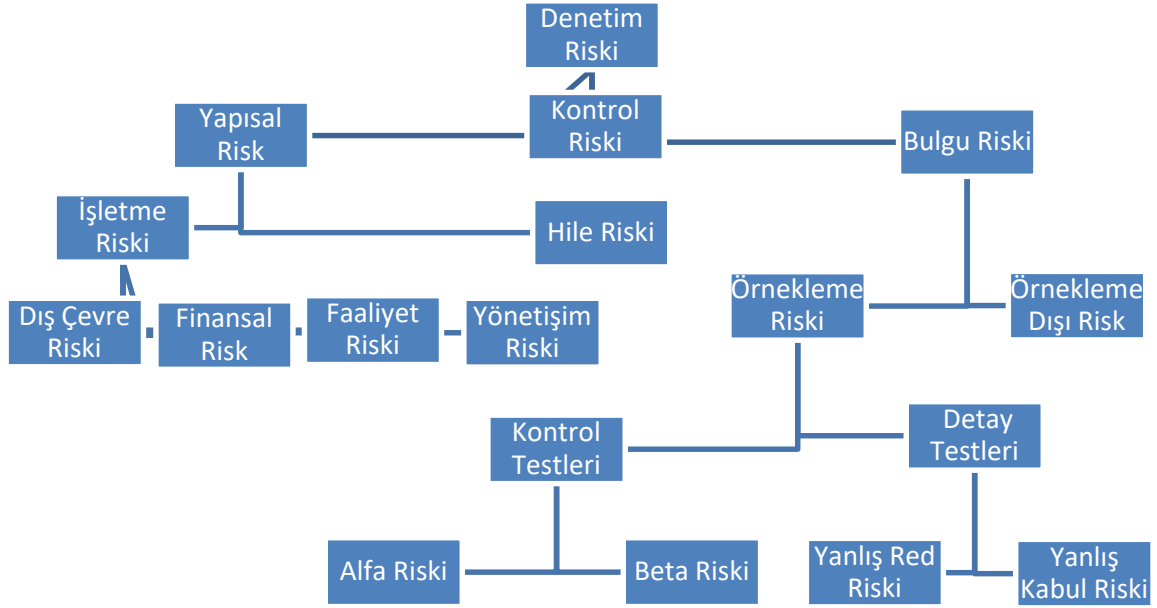 Denetim
Riski
Yapısal
Risk
Kontrol
Riski
Bulgu Riski
İşletme
Riski
Hile Riski
Dış Çevre
Riski
Finansal
Risk
Faaliyet
Riski
Yönetişim
Riski
Örnekleme
Riski
Örnekleme
Dışı Risk
Kontrol
Testleri
Detay
Testleri
Alfa Riski
Beta Riski
Yanlış Red
Riski
Yanlış
Kabul Riski